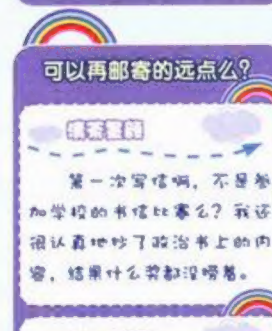 可以再邮寄的远点么?
第一次写信啊，不是参
加学校的书信比赛么？我还
很认真地抄了政治书上的内
容，结果什么奖都没捞着。